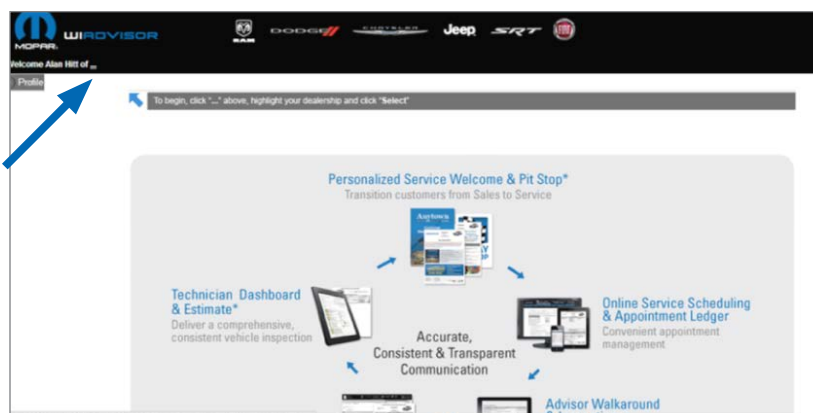 MOPAR.
WIADVISOR
RAM
DODGE
CHRYSLER
Jeep
SRT
FIAT
Welcome Alan Hitt of ...
Profile
To begin, click "..." above, highlight your dealership and click "Select"
Personalized Service Welcome & Pit Stop*
Transition customers from Sales to Service
Anytown
Technician Dashboard
& Estimate*
Deliver a comprehensive,
consistent vehicle inspection
Online Service Scheduling
& Appointment Ledger
Convenient appointment
management
Accurate,
Consistent & Transparent
Communication
Advisor Walkaround